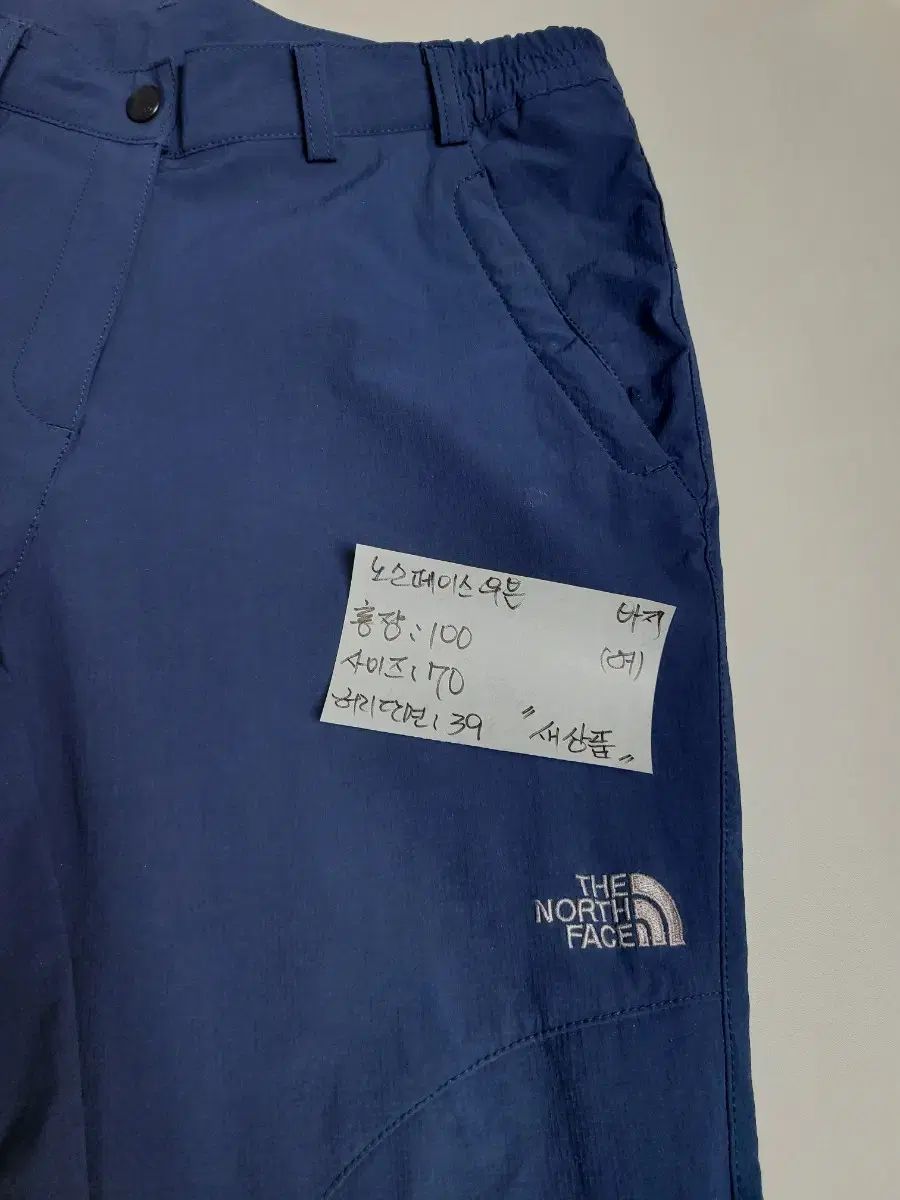 노스페이스우븐 바지
총장:100 (여)
사이즈:70
허리단면:39 "새상품"
THE
NORTH
FACE